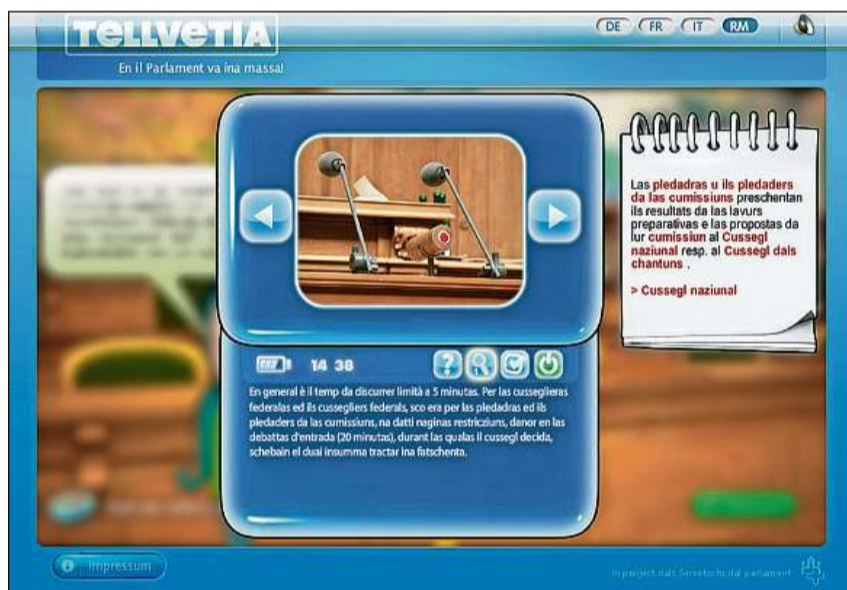 TELLVETIA
DE FR IT RM
En il Parlament va ina massa!
Las pledadras u ils pledaders
da las cumissiuns preschentan
ils resultats da las lavurs
preparativas e las propostas da
lur cumissiun al Cussegl
naziunal resp. al Cussegl dals
chantuns .
> Cussegl naziunal
14 38
En general è il temp da discurrer limità a 5 minutas. Per las cusseglieras
federalas ed ils cussegliers federals, sco era per las pledadras ed ils
pledaders da las cumissiuns, na datti naginas restricziuns, danor en las
debattas d'entrada (20 minutas), durant las qualas il cussegl decida,
schebain el duai insumma tractar ina fatschenta.
Impressum
In project dals Servetschs dal parlament